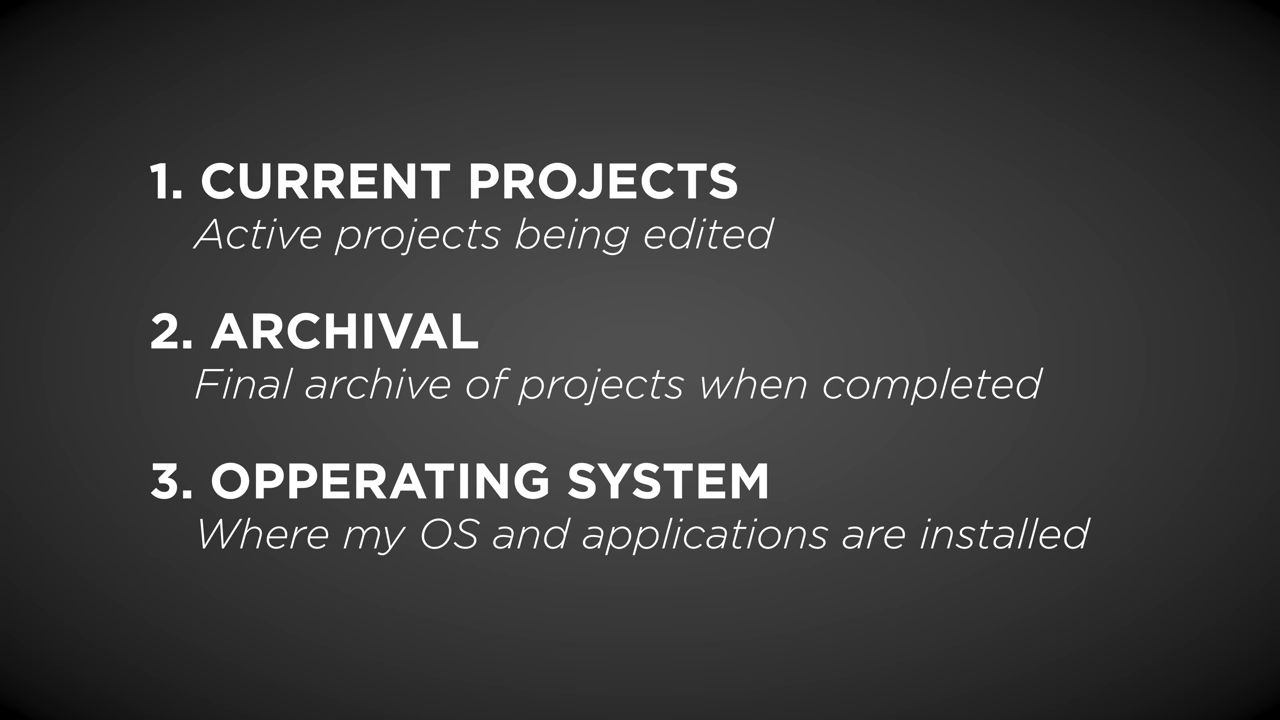 1. CURRENT PROJECTS
Active projects being edited
2. ARCHIVAL
Final archive of projects when completed
3. OPPERATING SYSTEM
Where my OS and applications are installed